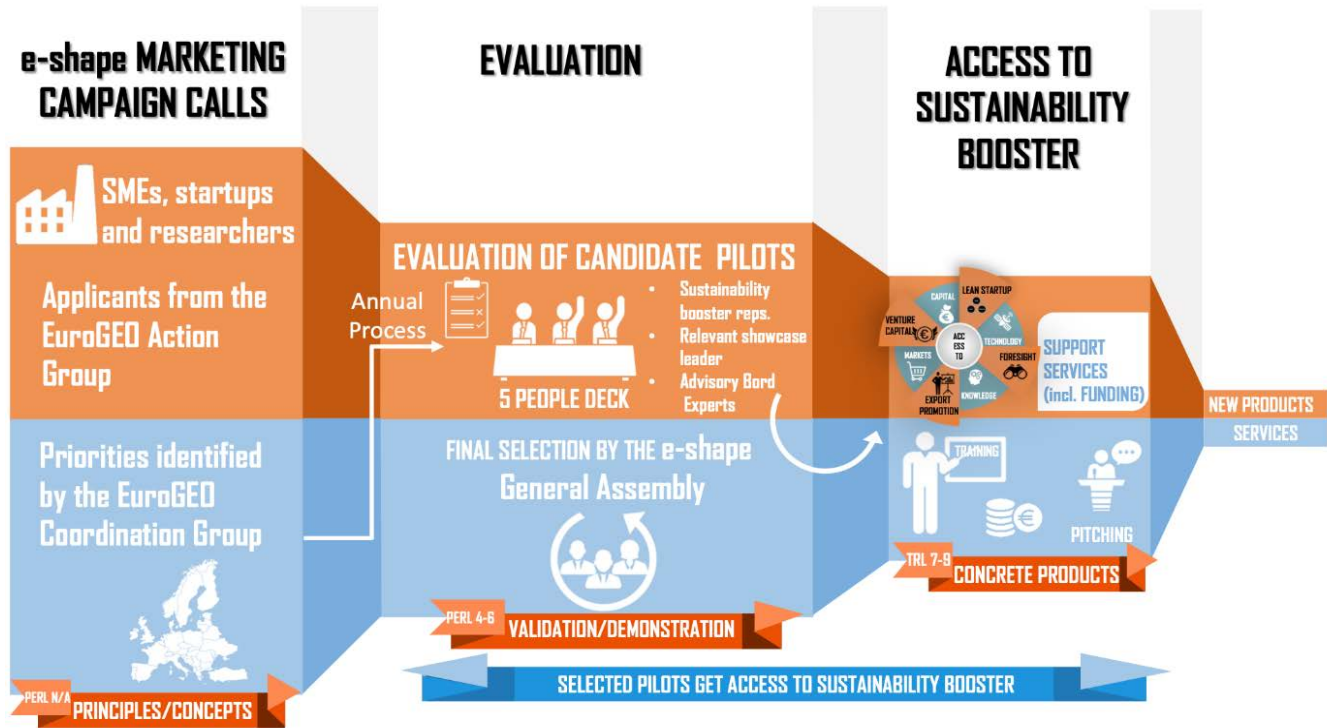 e-shape MARKETING
CAMPAIGN CALLS
SMEs, startups
and researchers
Applicants from the
EuroGEO Action
Group
Priorities identified
by the EuroGEO
Coordination Group
PERL N/A
PRINCIPLES/CONCEPTS
EVALUATION
Annual
Process
EVALUATION OF CANDIDATE PILOTS
5 PEOPLE DECK
• Sustainability
booster reps.
• Relevant showcase
leader
• Advisory Bord
Experts
FINAL SELECTION BY THE e-shape
General Assembly
PERL 4-6
VALIDATION/DEMONSTRATION
ACCESS TO
SUSTAINABILITY
BOOSTER
CAPITAL
LEAN STARTUP
VENTURE
CAPITAL
TECHNOLOGY
ACC
ESS
TO
MARKETS
FORESIGHT
KNOWLEDGE
EXPORT
PROMOTION
SUPPORT
SERVICES
(incl. FUNDING)
TRAINING
PITCHING
TRL 7-9
CONCRETE PRODUCTS
NEW PRODUCTS
SERVICES
SELECTED PILOTS GET ACCESS TO SUSTAINABILITY BOOSTER